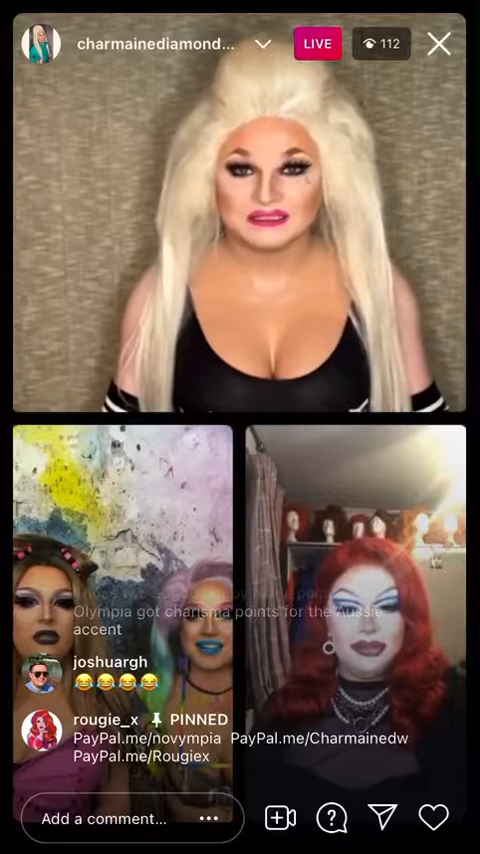 charmainediamond...
LIVE
112
Olympia got charisma points for the Aussie
accent
joshuargh
😂😂😂😂
rougie_x PINNED
PayPal.me/novympia PayPal.me/Charmainedw
PayPal.me/Rougiex
Add a comment...